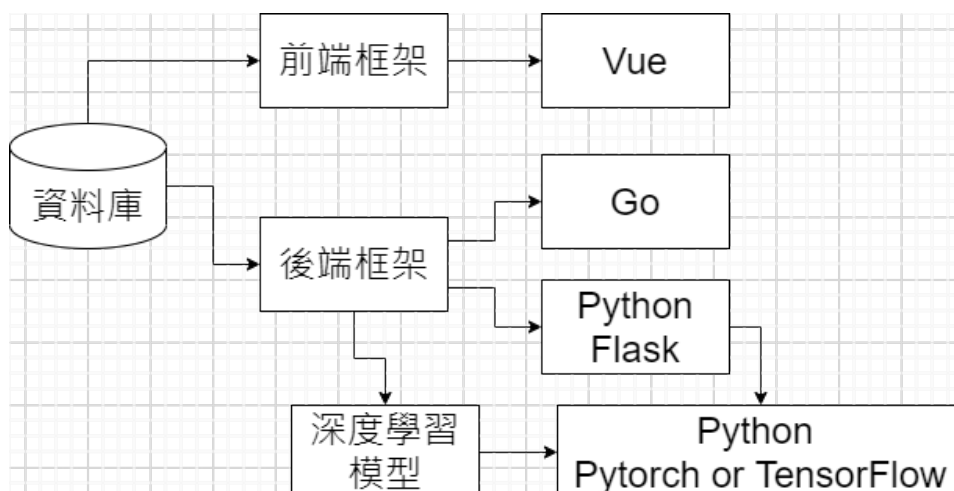 前端框架
Vue
資料庫
Go
後端框架
Python
Flask
深度學習
模型
Python
Pytorch or TensorFlow